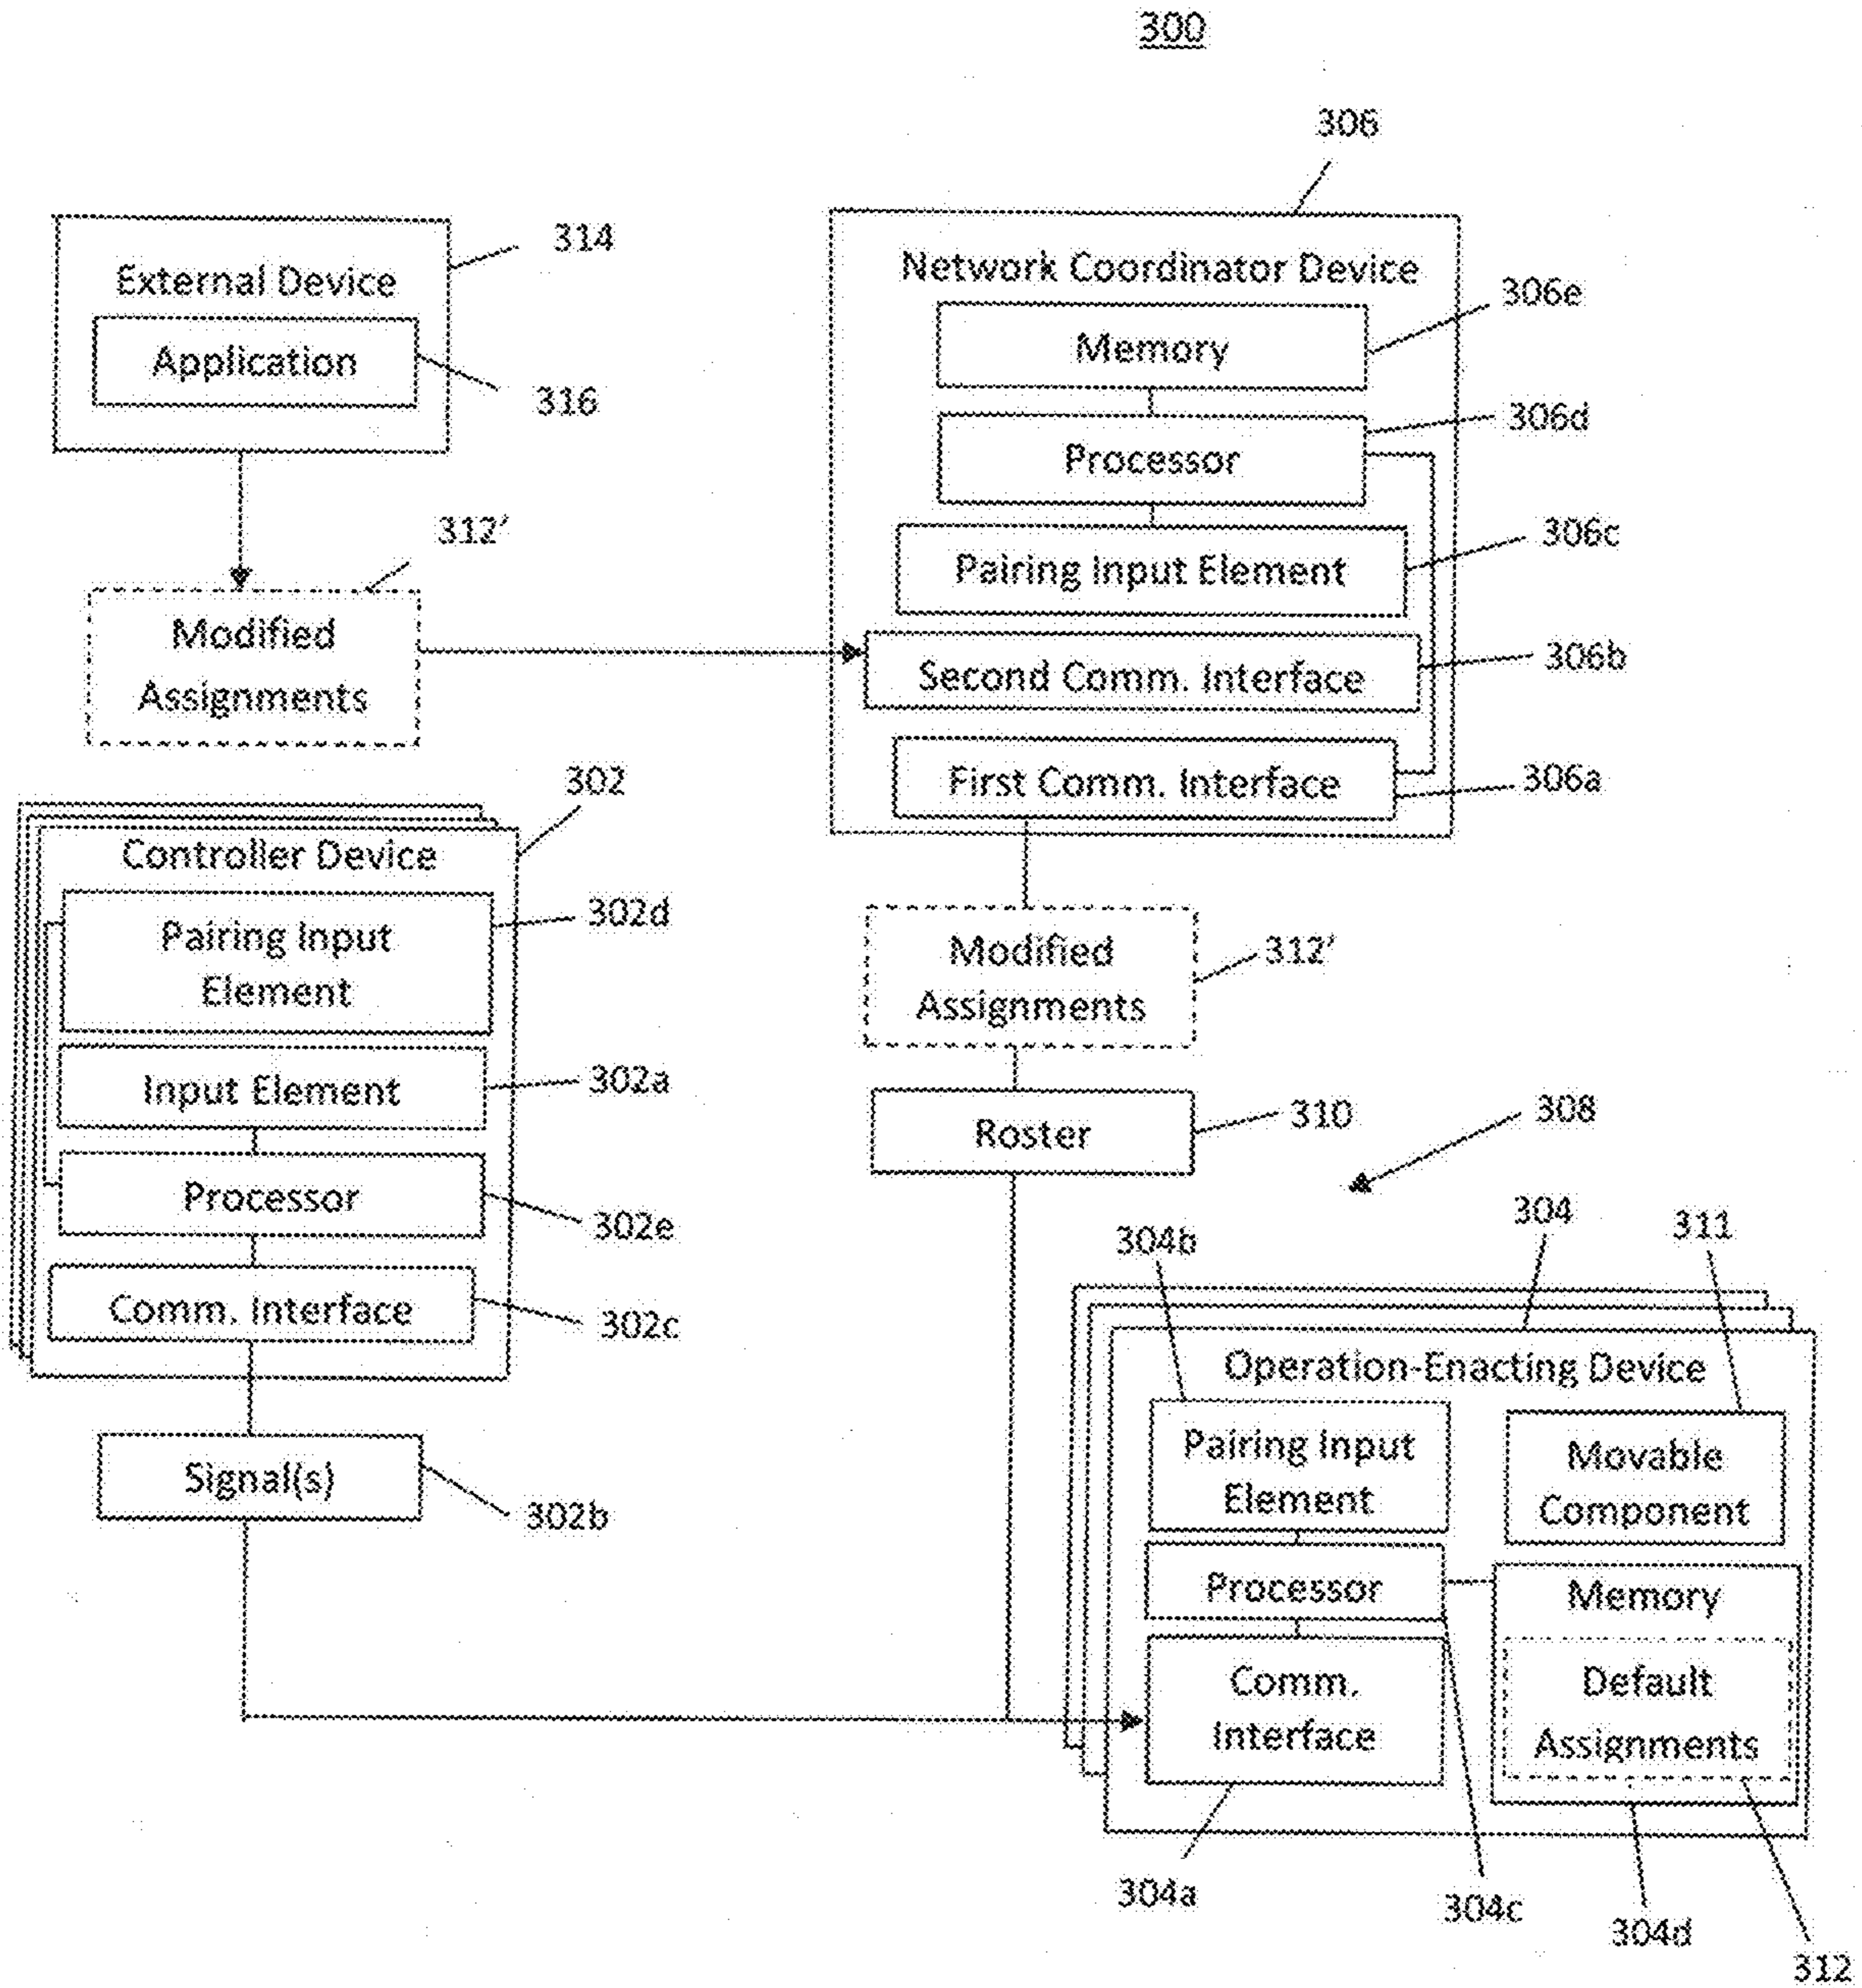 300
306
314
External Device
Application
316
Network Coordinator Device
306e
Memory
306d
Processor
306c
Pairing Input Element
306b
Second Comm. Interface
306a
First Comm. Interface
312'
Modified
Assignments
302
Controller Device
302d
Pairing Input
Element
302a
Input Element
Processor
302e
Comm. Interface
302c
Signal(s)
302b
Modified
Assignments
312'
Roster
310
308
304
311
304b
Operation-Enacting Device
Pairing Input
Element
Movable
Component
Processor
Memory
Comm.
Interface
Default
Assignments
304a
304c
304d
312